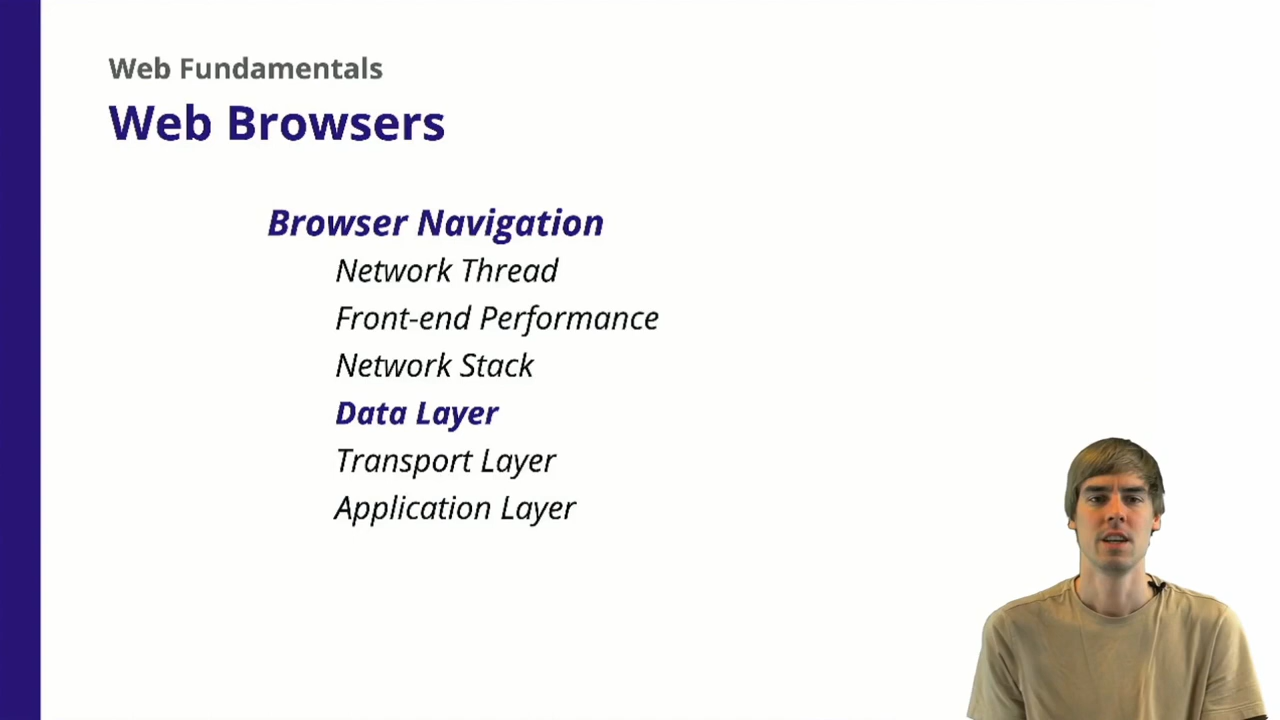 Web Fundamentals
Web Browsers
Browser Navigation
Network Thread
Front-end Performance
Network Stack
Data Layer
Transport Layer
Application Layer